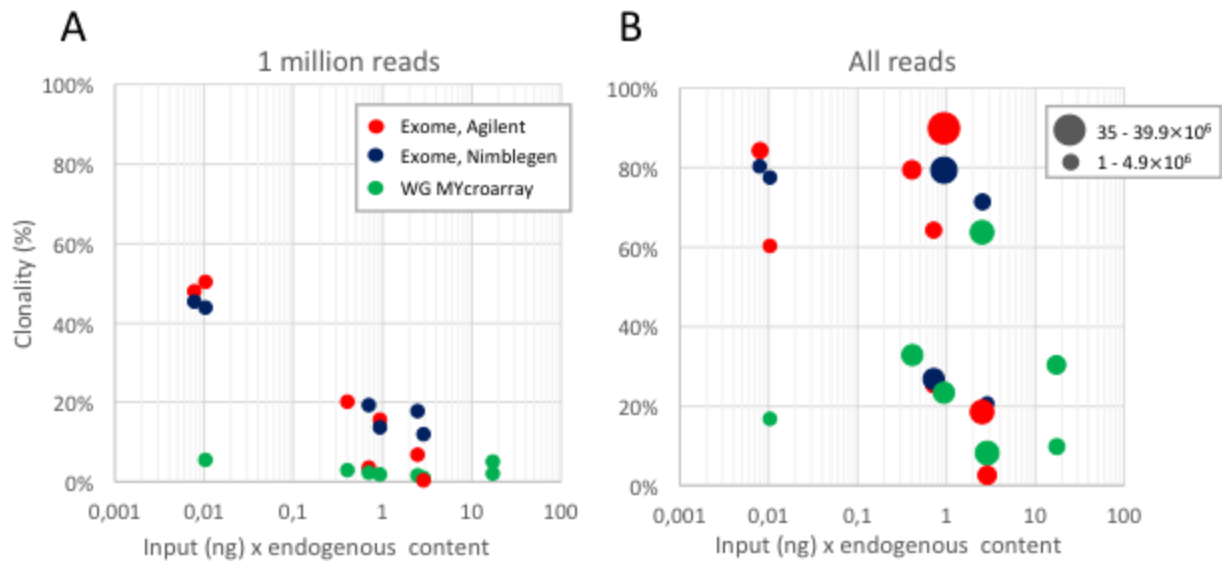 A
1 million reads
Clonality (%)
100%
80%
60%
40%
20%
0%
Exome, Agilent
Exome, Nimblegen
WG MYcroarray
0,001 0,01 0,1 1 10 100
Input (ng) x endogenous content
B
All reads
100%
80%
60%
40%
20%
0%
35 - 39.9×10⁶
1 - 4.9×10⁶
0,001 0,01 0,1 1 10 100
Input (ng) x endogenous content